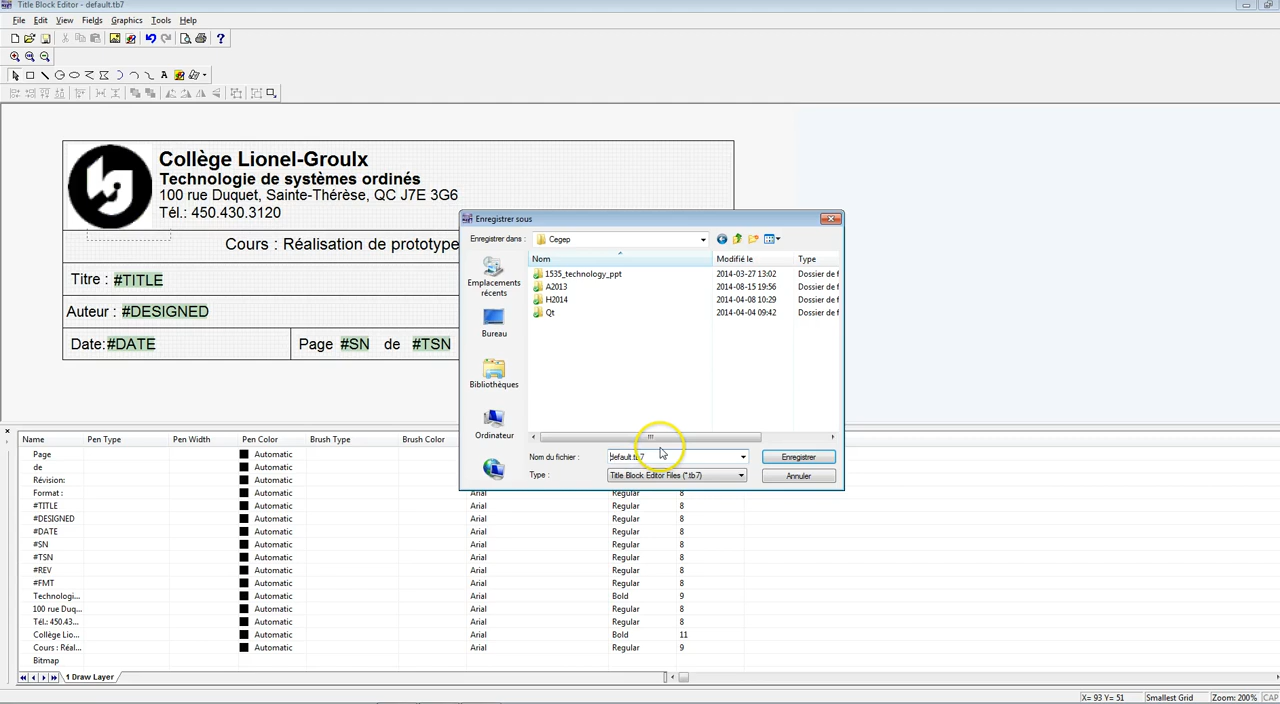 Title Block Editor - default.tb7
File Edit View Fields Graphics Tools Help
Collège Lionel-Groulx
Technologie de systèmes ordinés
100 rue Duquet, Sainte-Thérèse, QC J7E 3G6
Tél.: 450.430.3120
Cours : Réalisation de prototype
Titre : #TITLE
Auteur : #DESIGNED
Date:#DATE
Page #SN de #TSN
Enregistrer sous
Enregistrer dans : Cegep
Emplacements récents
Bureau
Bibliothèques
Ordinateur
Nom Modifié le Type
1535_technology_ppt 2014-03-27 13:02 Dossier de f
A2013 2014-08-15 19:56 Dossier de f
H2014 2014-04-08 10:29 Dossier de f
Qt 2014-04-04 09:42 Dossier de f
Nom du fichier : default.tb7 Enregistrer
Type : Title Block Editor Files (*.tb7) Annuler
Name Pen Type Pen Width Pen Color Brush Type Brush Color
Page Automatic
de Automatic
Révision: Automatic
Format : Automatic Arial Regular 8
#TITLE Automatic Arial Regular 8
#DESIGNED Automatic Arial Regular 8
#DATE Automatic Arial Regular 8
#SN Automatic Arial Regular 8
#TSN Automatic Arial Regular 8
#REV Automatic Arial Regular 8
#FMT Automatic Arial Regular 8
Technologi... Automatic Arial Bold 9
100 rue Duq... Automatic Arial Regular 8
Tél.: 450.43... Automatic Arial Regular 8
Collège Lio... Automatic Arial Bold 11
Cours : Réal... Automatic Arial Regular 9
Bitmap
1 Draw Layer
X= 93 Y= 51 Smallest Grid Zoom: 200% CAP